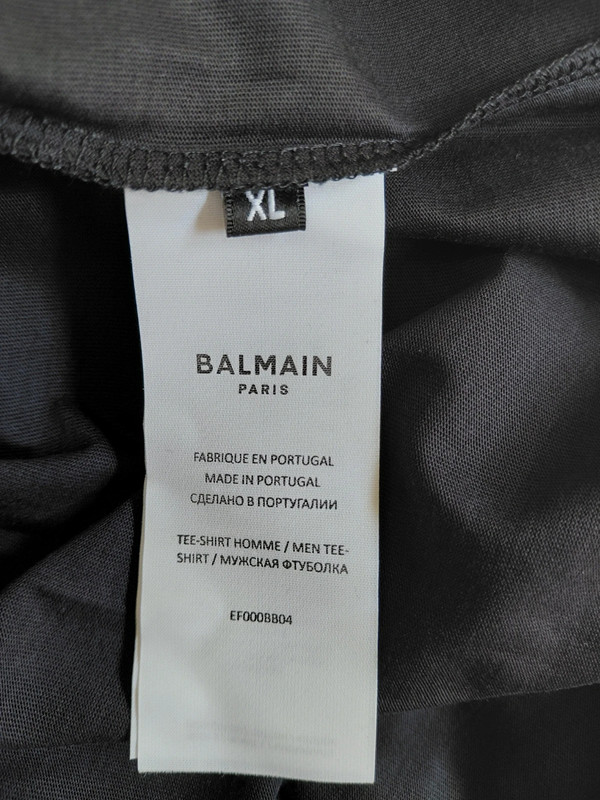 XL
BALMAIN
PARIS
FABRIQUE EN PORTUGAL
MADE IN PORTUGAL
СДЕЛАНО В ПОРТУГАЛИИ
TEE-SHIRT HOMME / MEN TEE-
SHIRT / МУЖСКАЯ ФТУБОЛКА
EF000BB04